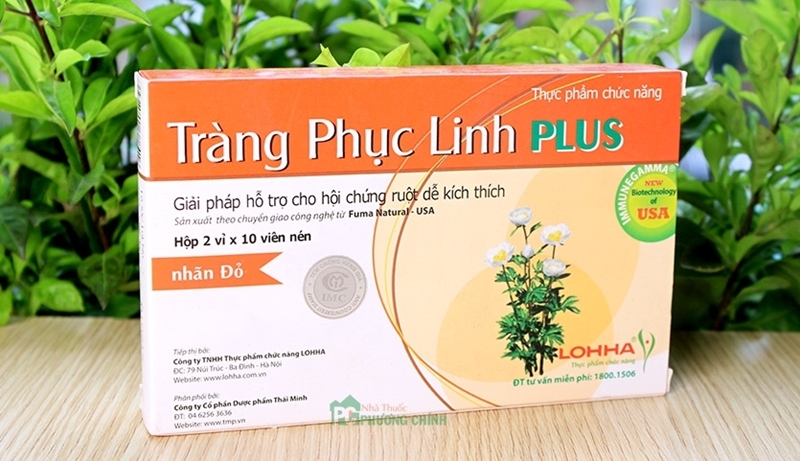 Thực phẩm chức năng
Tràng Phục Linh PLUS
Giải pháp hỗ trợ cho hội chứng ruột dễ kích thích
Sản xuất theo chuyển giao công nghệ từ Fuma Natural - USA
Hộp 2 vỉ x 10 viên nén
nhãn Đỏ
IMMUNEGAMMA®
NEW
Biotechnology
of
USA
IMC
Tiếp thị bởi:
Công ty TNHH Thực phẩm chức năng LOHHA
ĐC: 79 Núi Trúc - Ba Đình - Hà Nội
Website: www.lohha.com.vn
Phân phối bởi:
Công ty Cổ phần Dược phẩm Thái Minh
ĐT: 04 6256 3636
Website: www.tmp.vn
LOHHA
Thực phẩm chức năng
ĐT tư vấn miễn phí: 1800.1506
PC
Nhà Thuốc
PHƯƠNG CHÍNH